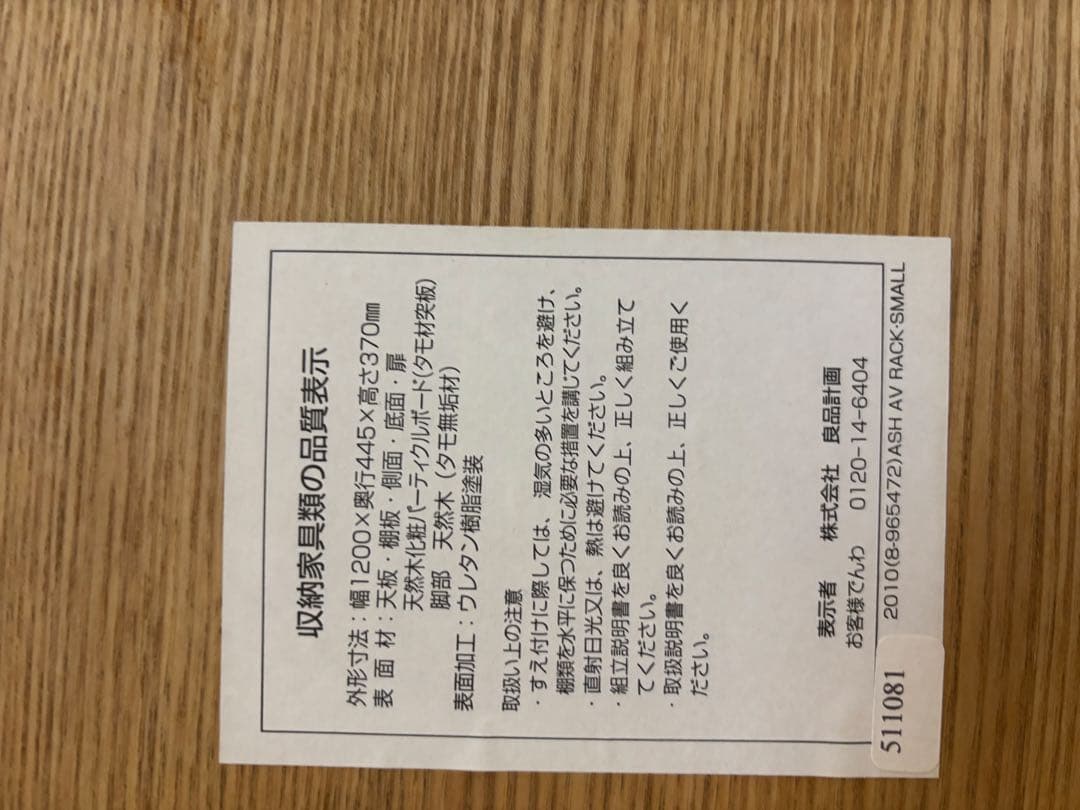 収納家具類の品質表示
外形寸法：幅1200×奥行445×高さ370㎜
表 面 材：天板・棚板・側面・底面・扉
天然木化粧パーティクルボード(タモ材突板)
脚部 天然木（タモ無垢材）
表面加工：ウレタン樹脂塗装
取扱い上の注意
・すえ付けに際しては、湿気の多いところを避け、
棚類を水平に保つために必要な措置を講じてください。
・直射日光又は、熱は避けてください。
・組立説明書を良くお読みの上、正しく組み立て
てください。
・取扱説明書を良くお読みの上、正しくご使用く
ださい。
表示者 株式会社 良品計画
お客様でんわ 0120-14-6404
2010(8-965472)ASH AV RACK・SMALL
511081